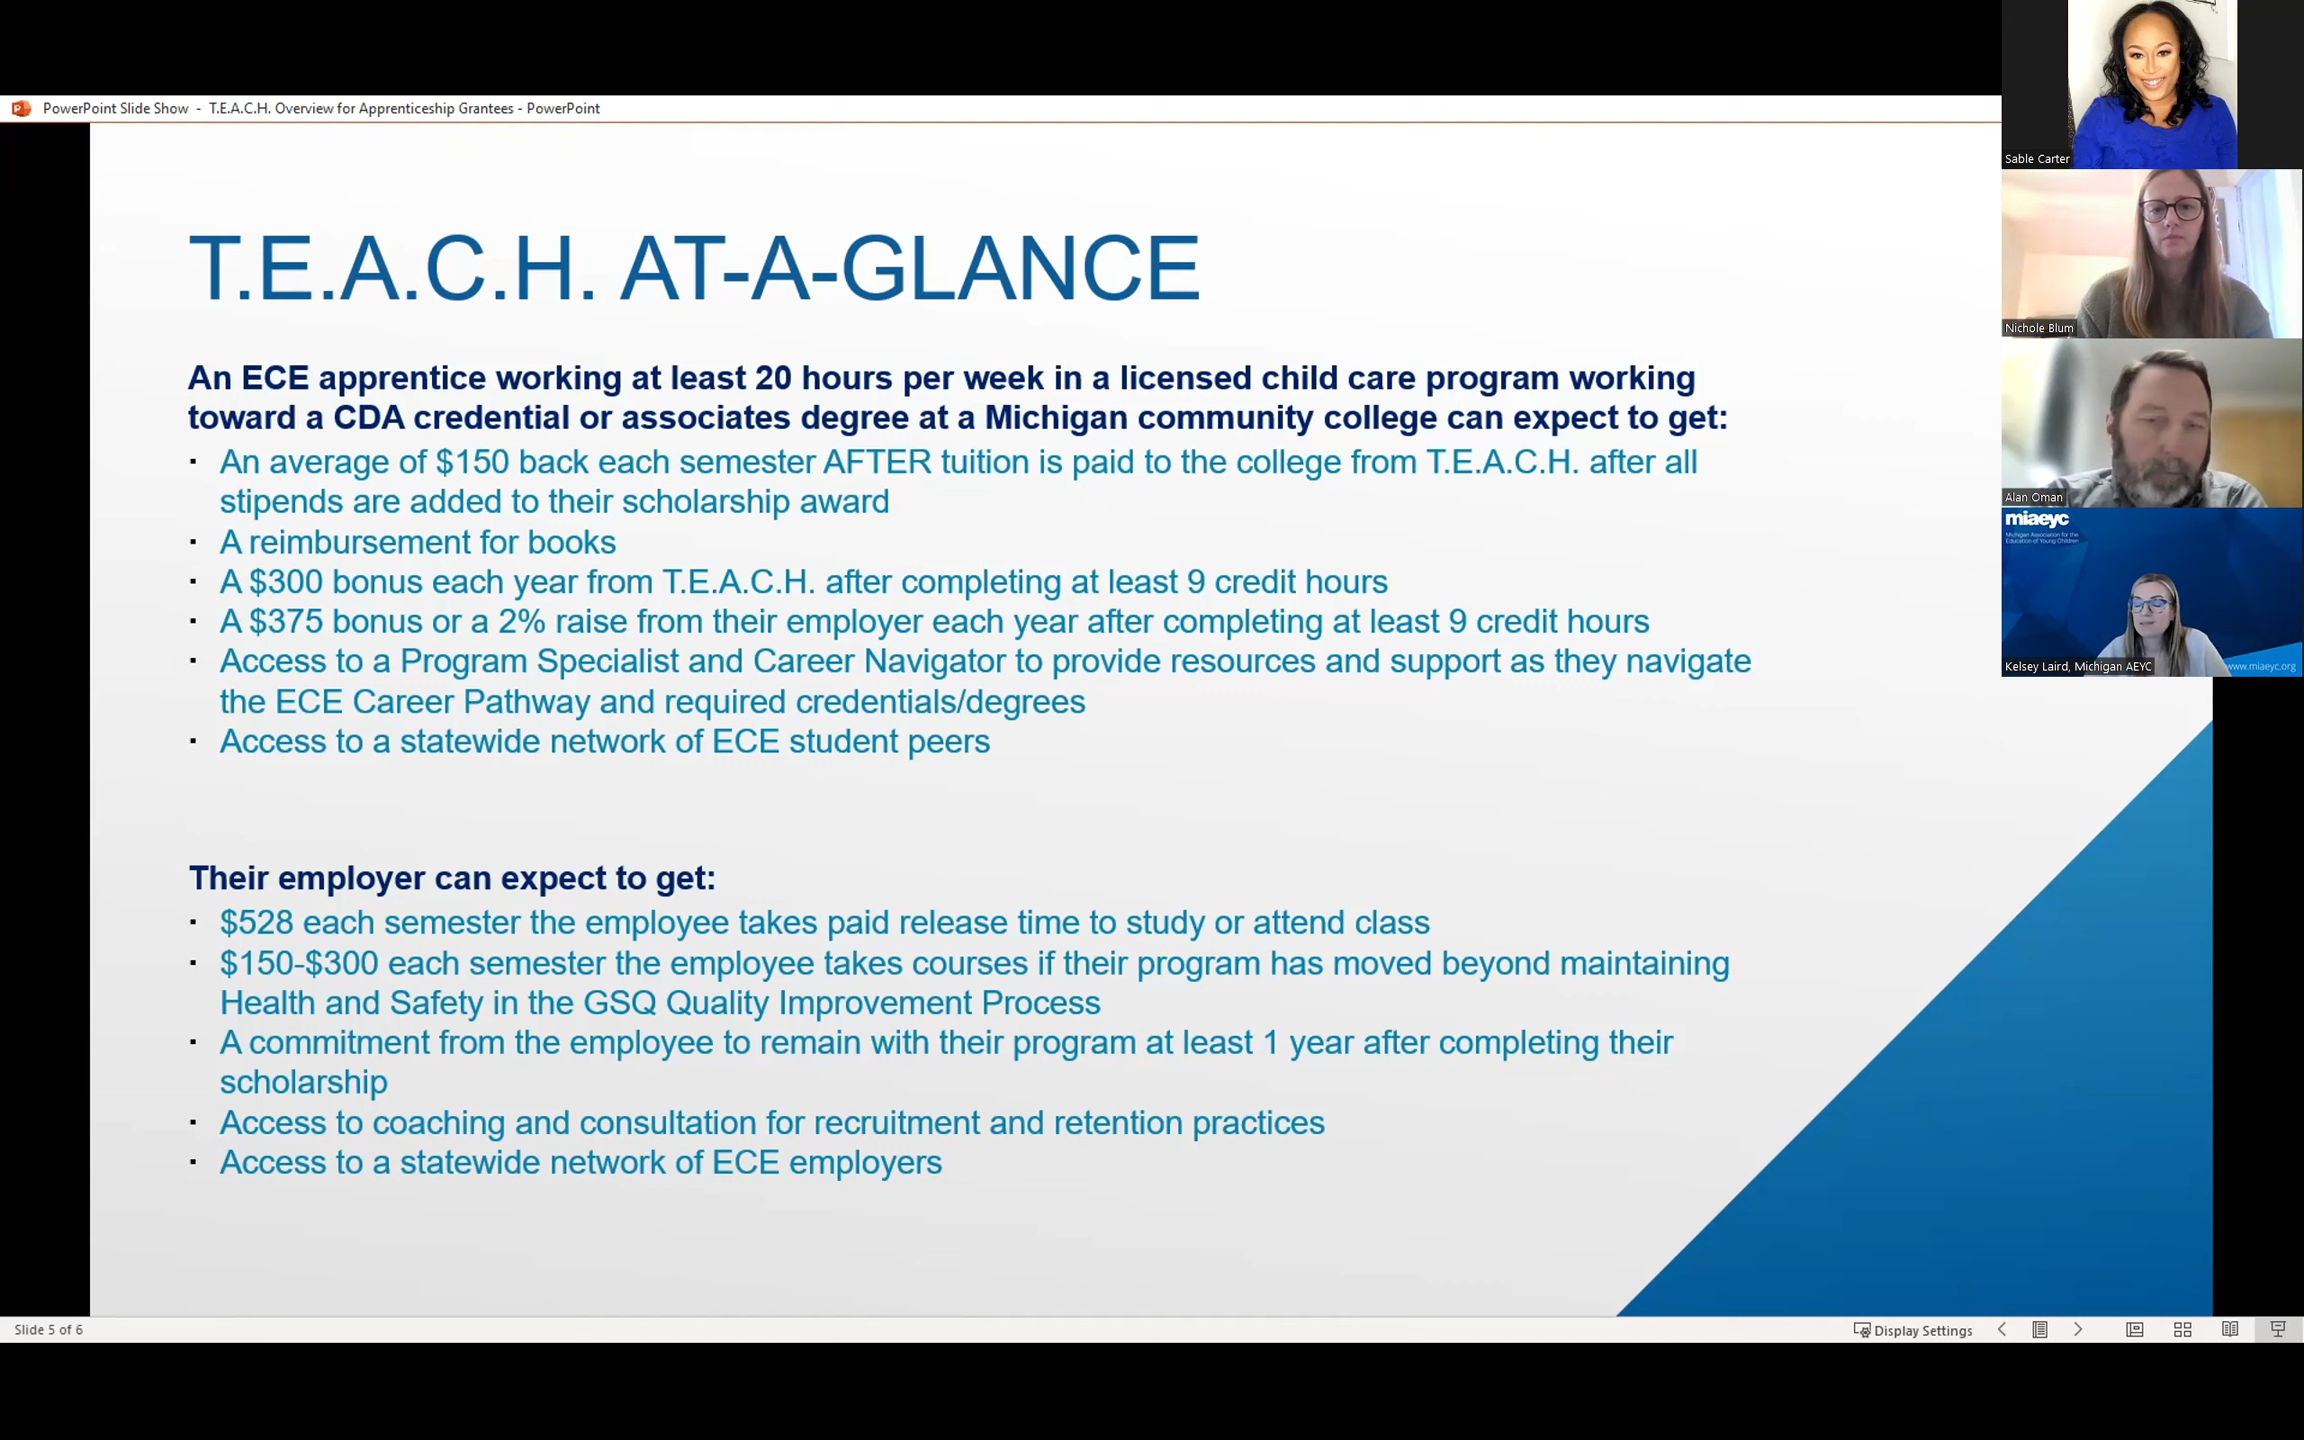 PowerPoint Slide Show - T.E.A.C.H. Overview for Apprenticeship Grantees - PowerPoint
T.E.A.C.H. AT-A-GLANCE
An ECE apprentice working at least 20 hours per week in a licensed child care program working
toward a CDA credential or associates degree at a Michigan community college can expect to get:
▪ An average of $150 back each semester AFTER tuition is paid to the college from T.E.A.C.H. after all
stipends are added to their scholarship award
▪ A reimbursement for books
▪ A $300 bonus each year from T.E.A.C.H. after completing at least 9 credit hours
▪ A $375 bonus or a 2% raise from their employer each year after completing at least 9 credit hours
▪ Access to a Program Specialist and Career Navigator to provide resources and support as they navigate
the ECE Career Pathway and required credentials/degrees
▪ Access to a statewide network of ECE student peers
Their employer can expect to get:
▪ $528 each semester the employee takes paid release time to study or attend class
▪ $150-$300 each semester the employee takes courses if their program has moved beyond maintaining
Health and Safety in the GSQ Quality Improvement Process
▪ A commitment from the employee to remain with their program at least 1 year after completing their
scholarship
▪ Access to coaching and consultation for recruitment and retention practices
▪ Access to a statewide network of ECE employers
Sable Carter
Nichole Blum
Alan Oman
miaeyc
Michigan Association for the
Education of Young Children
Kelsey Laird, Michigan AEYC
www.miaeyc.org
Slide 5 of 6
Display Settings